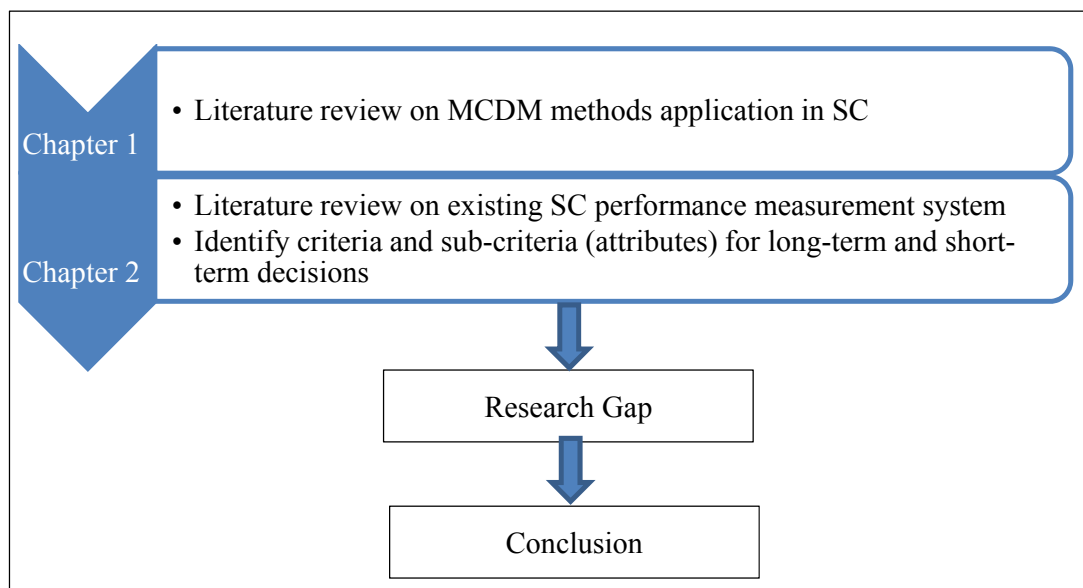 Chapter 1
• Literature review on MCDM methods application in SC
Chapter 2
• Literature review on existing SC performance measurement system
• Identify criteria and sub-criteria (attributes) for long-term and short-
term decisions
Research Gap
Conclusion